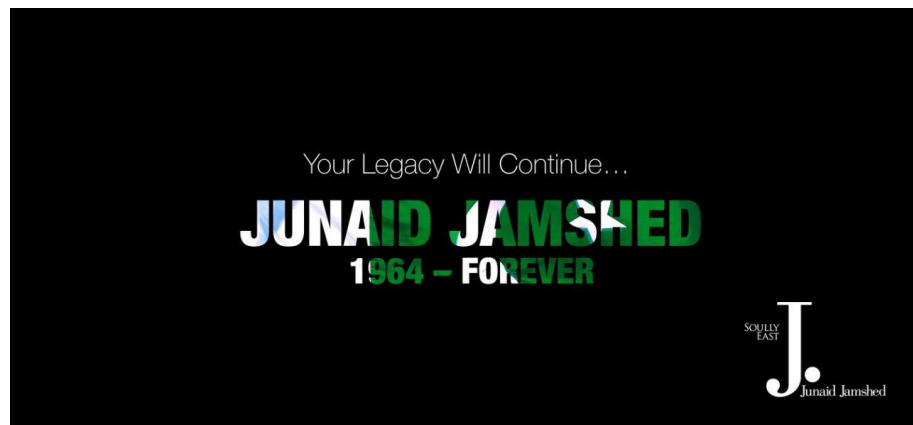 Your Legacy Will Continue...
JUNAID JAMSHED
1964 – FOREVER
SOULLY
EAST
J.
Junaid Jamshed